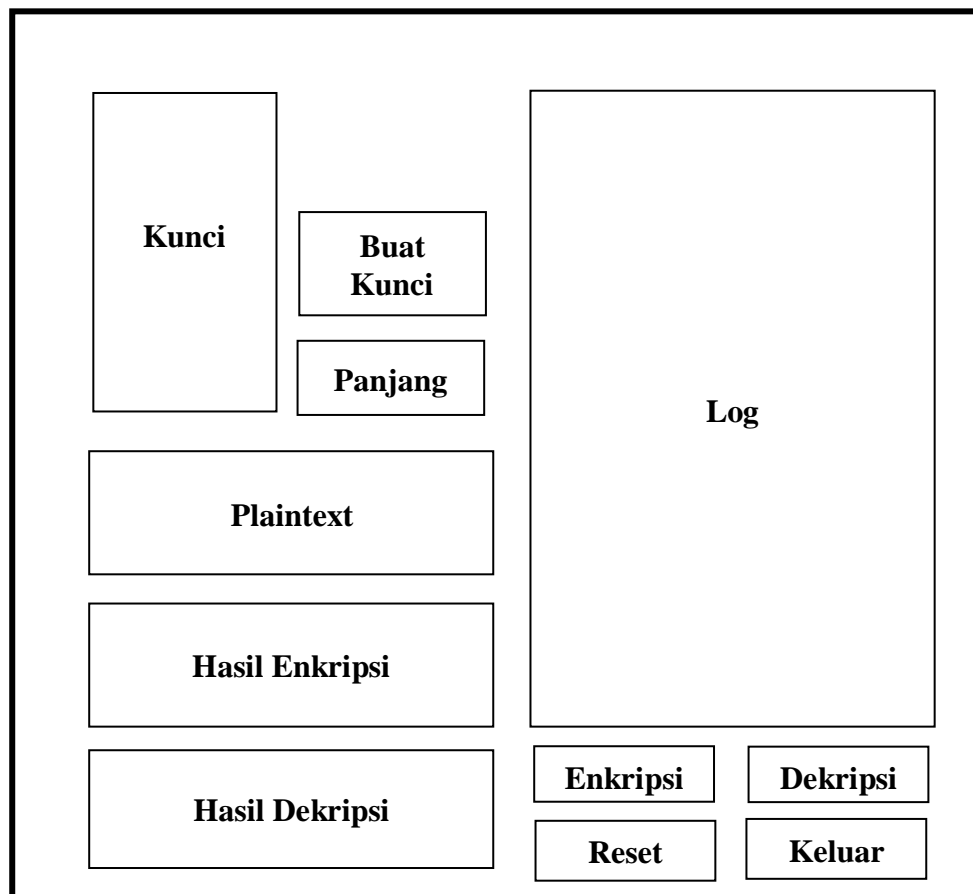 Kunci
Buat
Kunci
Panjang
Log
Plaintext
Hasil Enkripsi
Hasil Dekripsi
Enkripsi
Dekripsi
Reset
Keluar